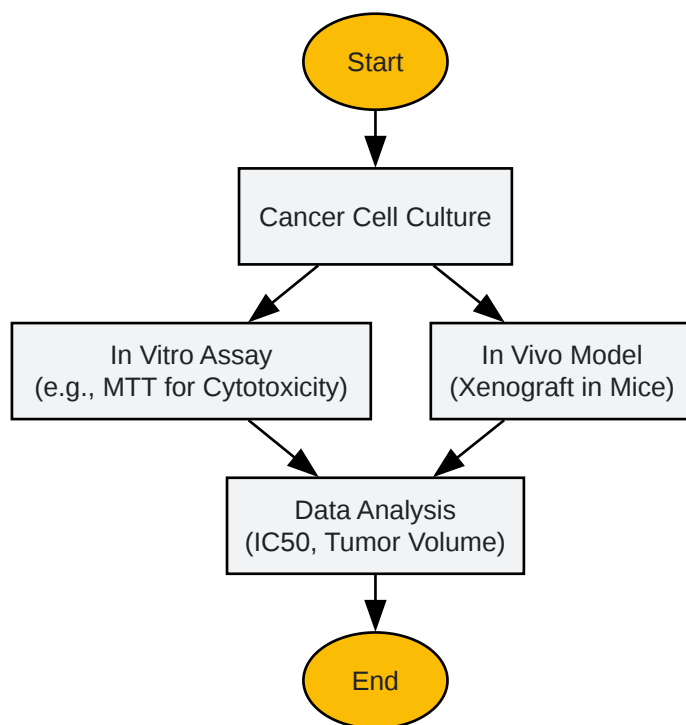 Start
Cancer Cell Culture
In Vitro Assay
(e.g., MTT for Cytotoxicity)
In Vivo Model
(Xenograft in Mice)
Data Analysis
(IC50, Tumor Volume)
End